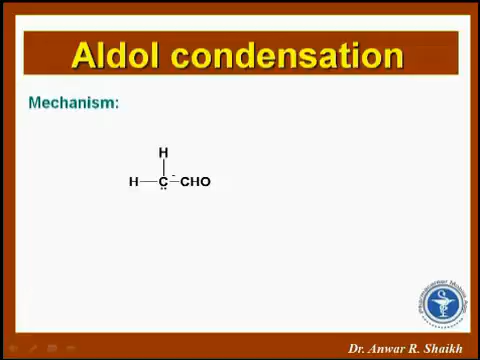 Aldol condensation
Mechanism:
H
H—C̤⁻—CHO
Dr. Anwar R. Shaikh